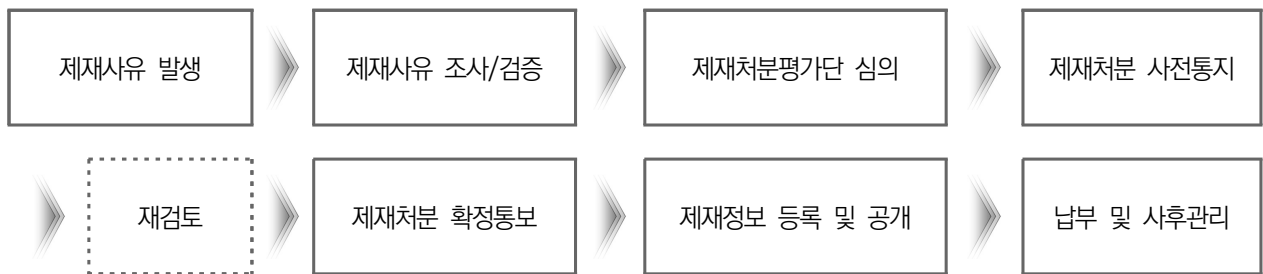 제재사유 발생
제재사유 조사/검증
제재처분평가단 심의
제재처분 사전통지
재검토
제재처분 확정통보
제재정보 등록 및 공개
납부 및 사후관리